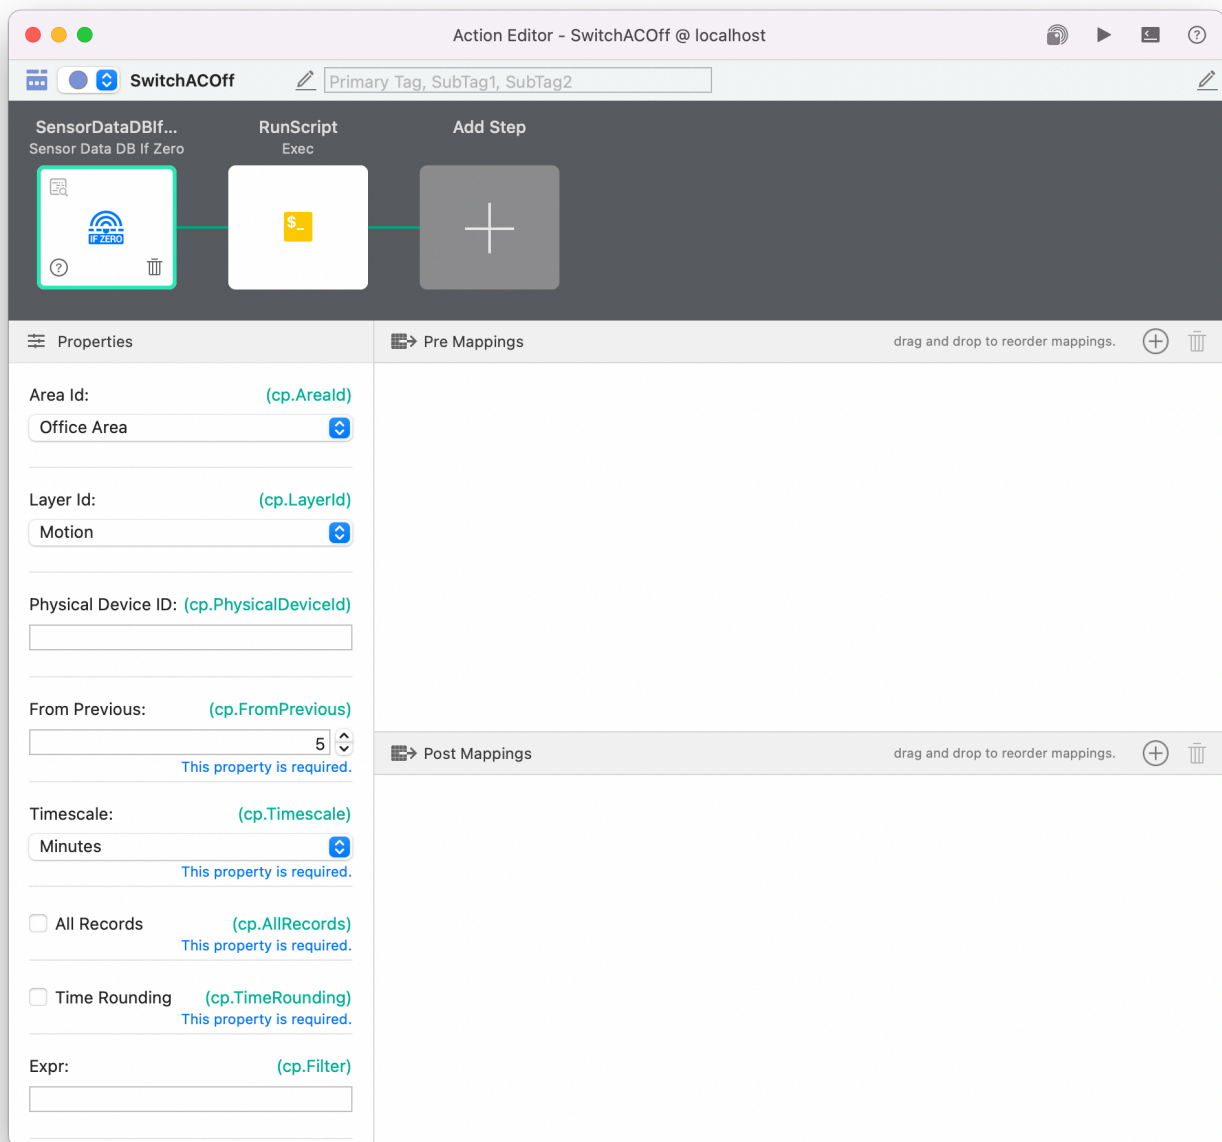 Action Editor - SwitchACOff @ localhost
SwitchACOff
Primary Tag, SubTag1, SubTag2
SensorDataDBIf...
Sensor Data DB If Zero
RunScript
Exec
Add Step
IF ZERO
$_
Properties
Pre Mappings
drag and drop to reorder mappings.
Area Id: (cp.AreaId)
Office Area
Layer Id: (cp.LayerId)
Motion
Physical Device ID: (cp.PhysicalDeviceId)
From Previous: (cp.FromPrevious)
5
This property is required.
Post Mappings
drag and drop to reorder mappings.
Timescale: (cp.Timescale)
Minutes
This property is required.
All Records (cp.AllRecords)
This property is required.
Time Rounding (cp.TimeRounding)
This property is required.
Expr: (cp.Filter)